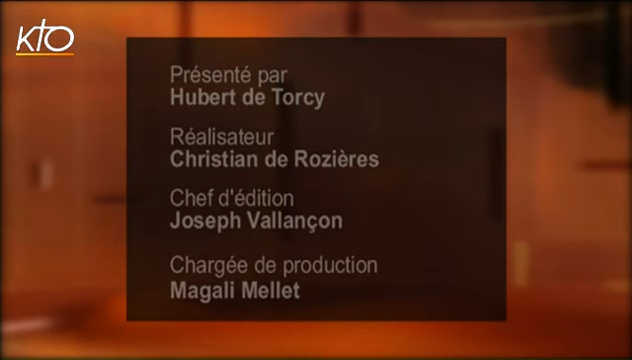 KTO
Présenté par
Hubert de Torcy
Réalisateur
Christian de Rozières
Chef d'édition
Joseph Vallançon
Chargée de production
Magali Mellet